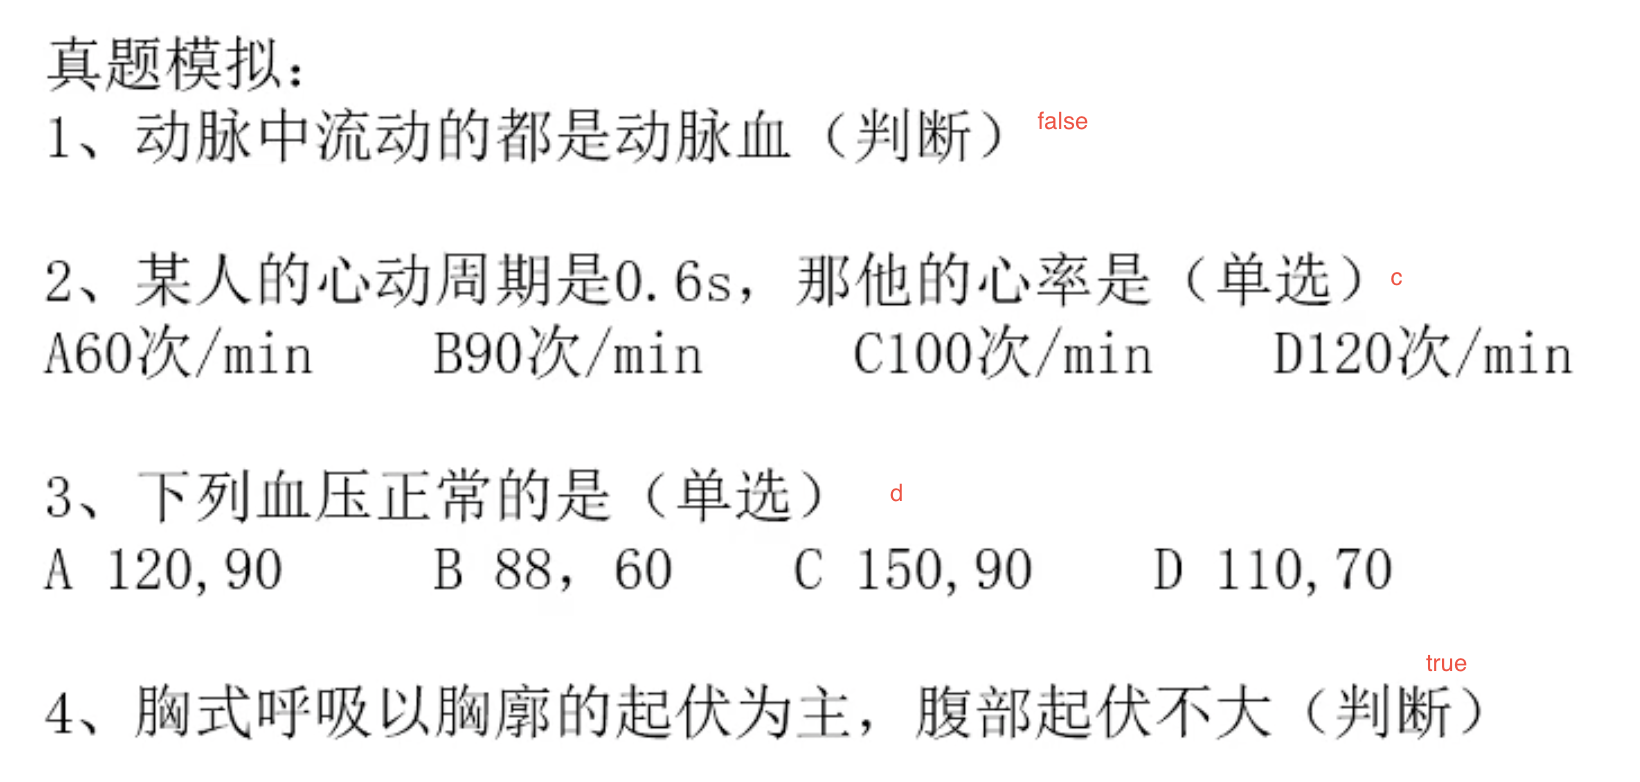 真题模拟:
1、动脉中流动的都是动脉血（判断） false
2、某人的心动周期是0.6s，那他的心率是（单选） c
A60次/min B90次/min C100次/min D120次/min
3、下列血压正常的是（单选） d
A 120,90 B 88，60 C 150,90 D 110,70
true
4、胸式呼吸以胸廓的起伏为主，腹部起伏不大（判断）